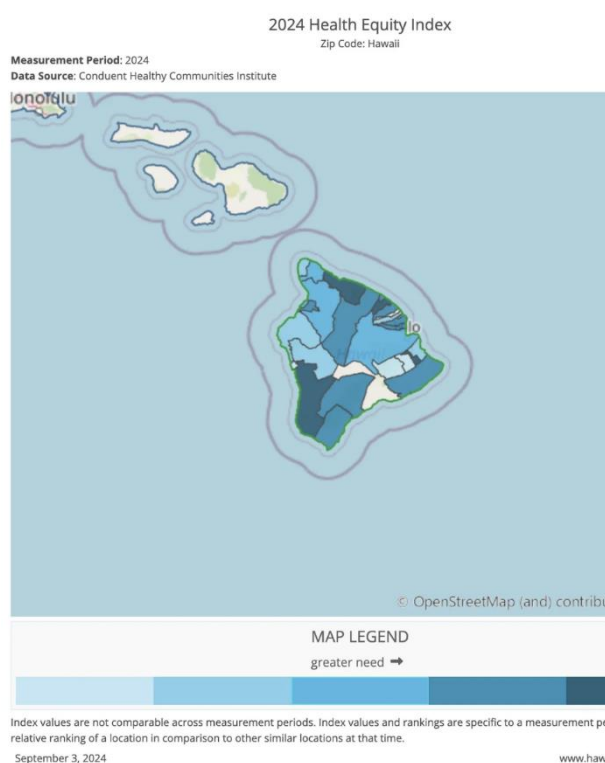 2024 Health Equity Index
Zip Code: Hawaii
Measurement Period: 2024
Data Source: Conduent Healthy Communities Institute
onolulu
lo
© OpenStreetMap (and) contribu
MAP LEGEND
greater need ➞
Index values are not comparable across measurement periods. Index values and rankings are specific to a measurement pe
relative ranking of a location in comparison to other similar locations at that time.
September 3, 2024
www.haw